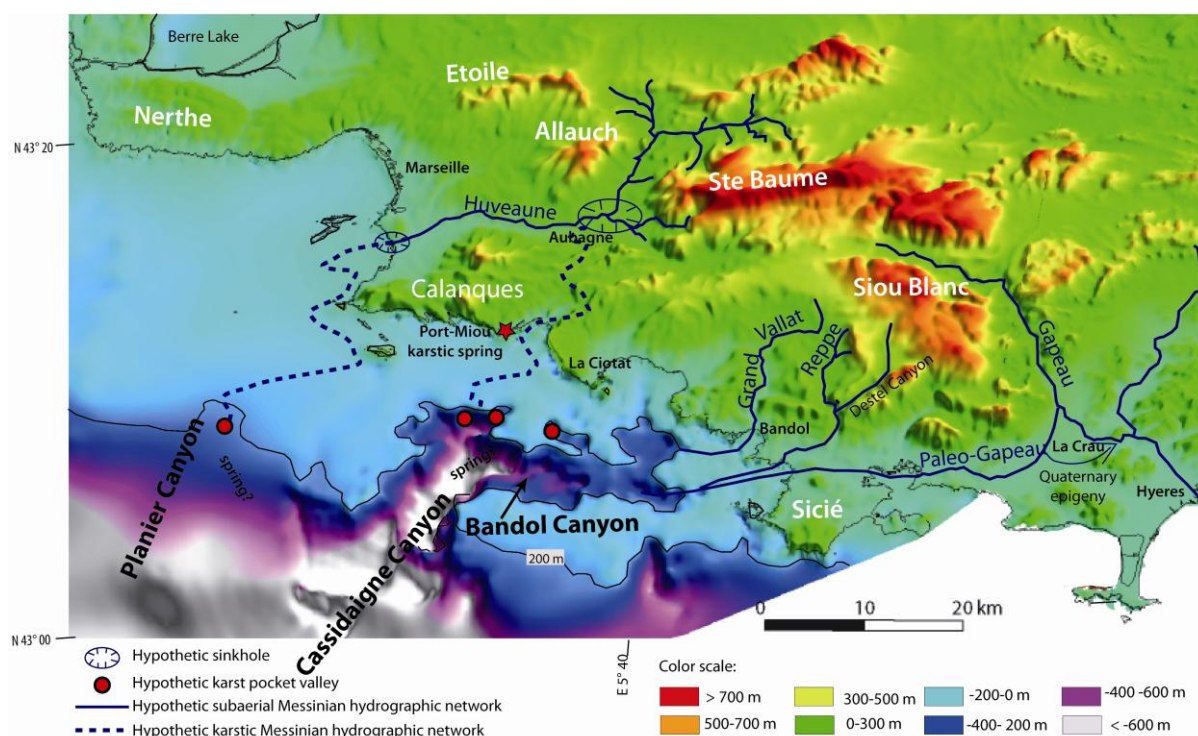 Berre Lake
Etoile
Nerthe
Allauch
N 43° 20
Marseille
Ste Baume
Huveaune
Aubagne
Calanques
Siou Blanc
Port-Miou
karstic spring
Vallat
Gapeau
La Ciotat
Reppe
Grand
Destel Canyon
Bandol
La Crau
Paleo-Gapeau
spring?
spring
Quaternary
epigeny
Hyeres
Planier Canyon
Bandol Canyon
Sicié
200 m
Cassidaigne Canyon
0 10 20 km
N 43° 00
E 5° 40
Hypothetic sinkhole
Hypothetic karst pocket valley
Hypothetic subaerial Messinian hydrographic network
Hypothetic karstic Messinian hydrographic network
Color scale:
> 700 m
300-500 m
-200-0 m
-400 -600 m
500-700 m
0-300 m
-400- 200 m
< -600 m